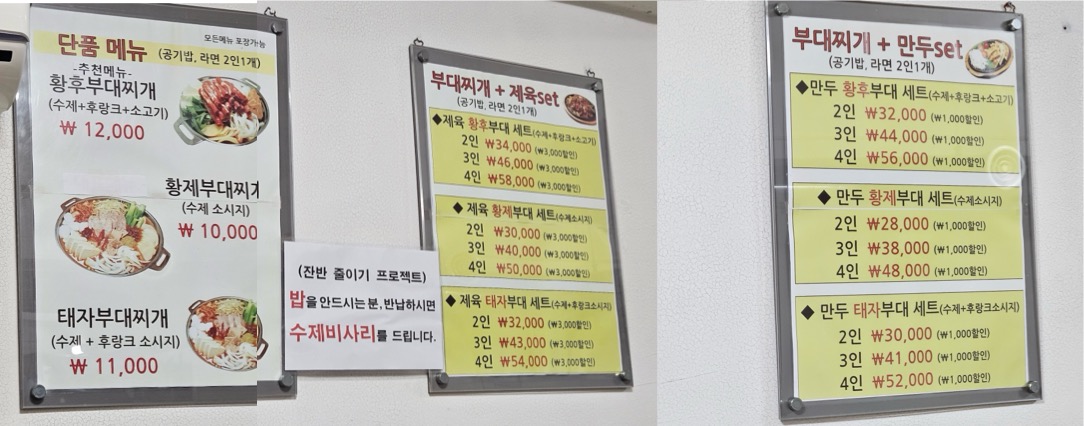 모든메뉴 포장가능
단품 메뉴 (공기밥, 라면 2인1개)
-추천메뉴-
황후부대찌개
(수제+후랑크+소고기)
₩ 12,000
황제부대찌개
(수제 소시지)
₩ 10,000
태자부대찌개
(수제 + 후랑크 소시지)
₩ 11,000
(잔반 줄이기 프로젝트)
밥을 안드시는 분, 반납하시면
수제비사리를 드립니다.
부대찌개 + 제육set
(공기밥, 라면 2인1개)
◆제육 황후부대 세트(수제+후랑크+소고기)
2인 ₩34,000 (₩3,000할인)
3인 ₩46,000 (₩3,000할인)
4인 ₩58,000 (₩3,000할인)
◆ 제육 황제부대 세트(수제소시지)
2인 ₩30,000 (₩3,000할인)
3인 ₩40,000 (₩3,000할인)
4인 ₩50,000 (₩3,000할인)
◆ 제육 태자부대 세트(수제+후랑크소시지)
2인 ₩32,000 (₩3,000할인)
3인 ₩43,000 (₩3,000할인)
4인 ₩54,000 (₩3,000할인)
부대찌개 + 만두set
(공기밥, 라면 2인1개)
◆만두 황후부대 세트(수제+후랑크+소고기)
2인 ₩32,000 (₩1,000할인)
3인 ₩44,000 (₩1,000할인)
4인 ₩56,000 (₩1,000할인)
◆ 만두 황제부대 세트(수제소시지)
2인 ₩28,000 (₩1,000할인)
3인 ₩38,000 (₩1,000할인)
4인 ₩48,000 (₩1,000할인)
◆ 만두 태자부대 세트(수제+후랑크소시지)
2인 ₩30,000 (₩1,000할인)
3인 ₩41,000 (₩1,000할인)
4인 ₩52,000 (₩1,000할인)